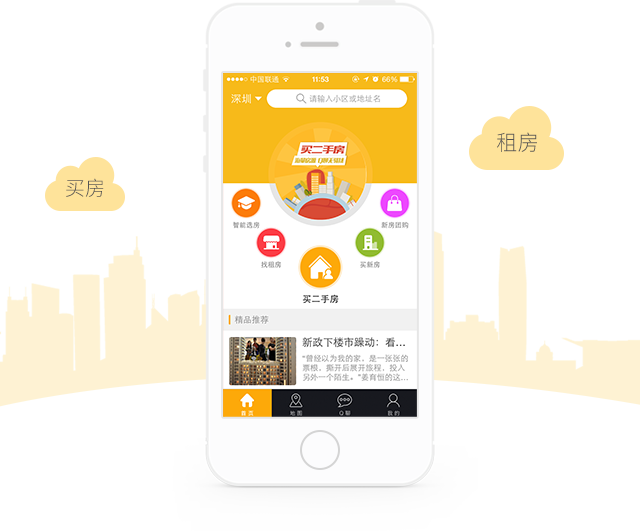 中国联通
11:53
66%
深圳
请输入小区或地址名
租房
买房
买二手房
智能选房
新房团购
找租房
买新房
买二手房
精品推荐
新政下楼市躁动：看...
“曾经以为我的家，是一张张的
票根，撕开后展开旅程，投入
另外一个陌生。”姜育恒的这...
首页
地图
Q聊
我的